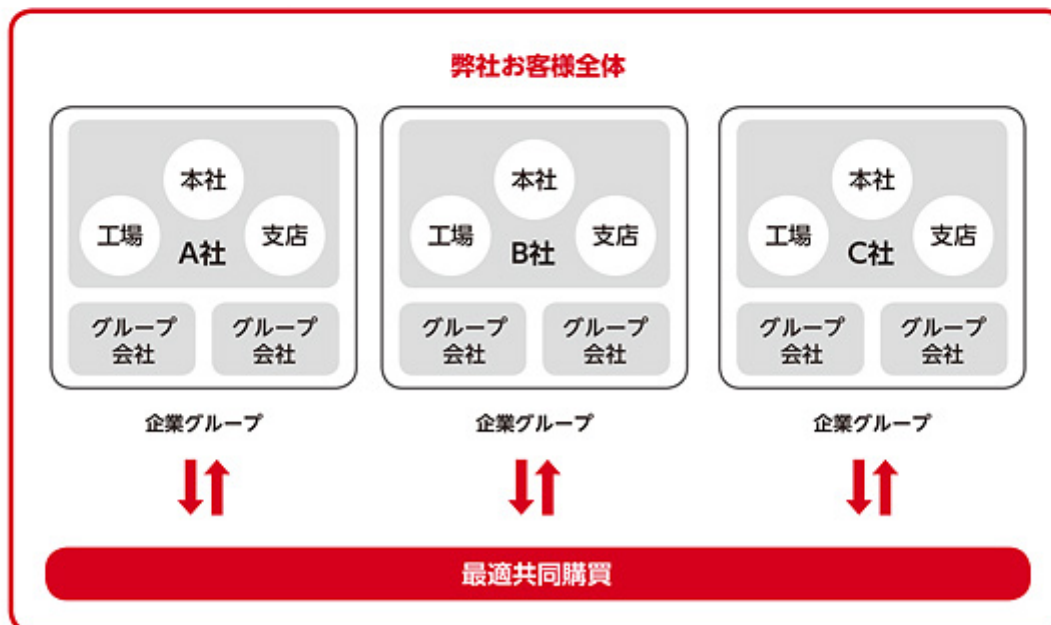 弊社お客様全体
本社
工場
支店
A社
グループ
会社
グループ
会社
企業グループ
本社
工場
支店
B社
グループ
会社
グループ
会社
企業グループ
本社
工場
支店
C社
グループ
会社
グループ
会社
企業グループ
最適共同購買